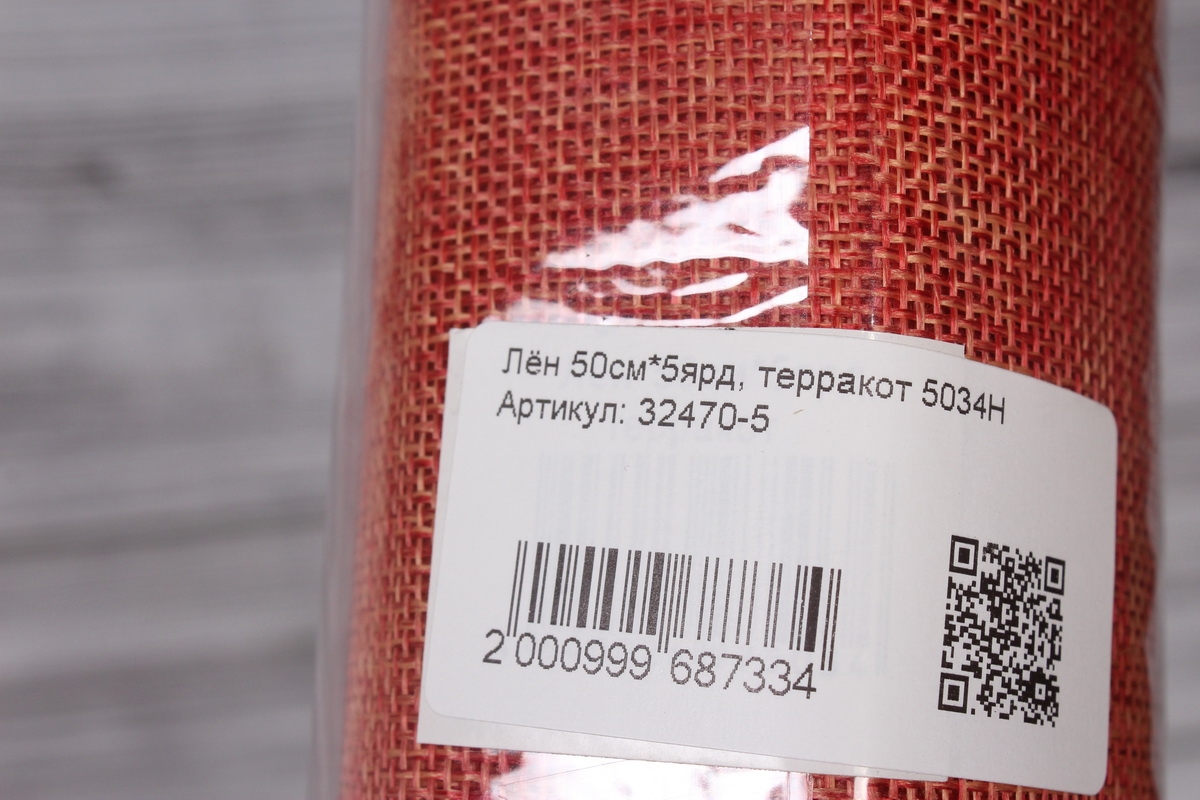 Лён 50см*5ярд, терракот 5034Н
Артикул: 32470-5
2 000999 687334